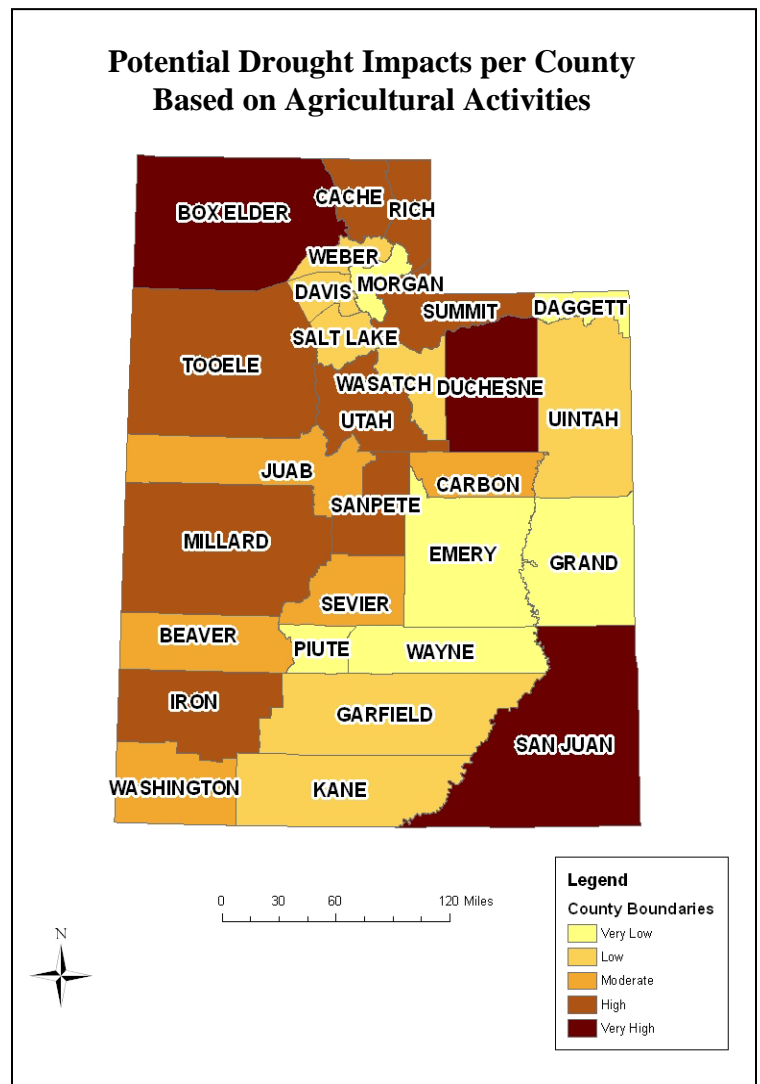 Potential Drought Impacts per County
Based on Agricultural Activities
CACHE
BOX ELDER
RICH
WEBER
MORGAN
DAVIS
SUMMIT
DAGGETT
SALT LAKE
TOOELE
WASATCH
DUCHESNE
UTAH
UINTAH
JUAB
CARBON
SANPETE
MILLARD
EMERY
GRAND
SEVIER
BEAVER
PIUTE
WAYNE
IRON
GARFIELD
SAN JUAN
WASHINGTON
KANE
0 30 60 120 Miles
N
Legend
County Boundaries
Very Low
Low
Moderate
High
Very High